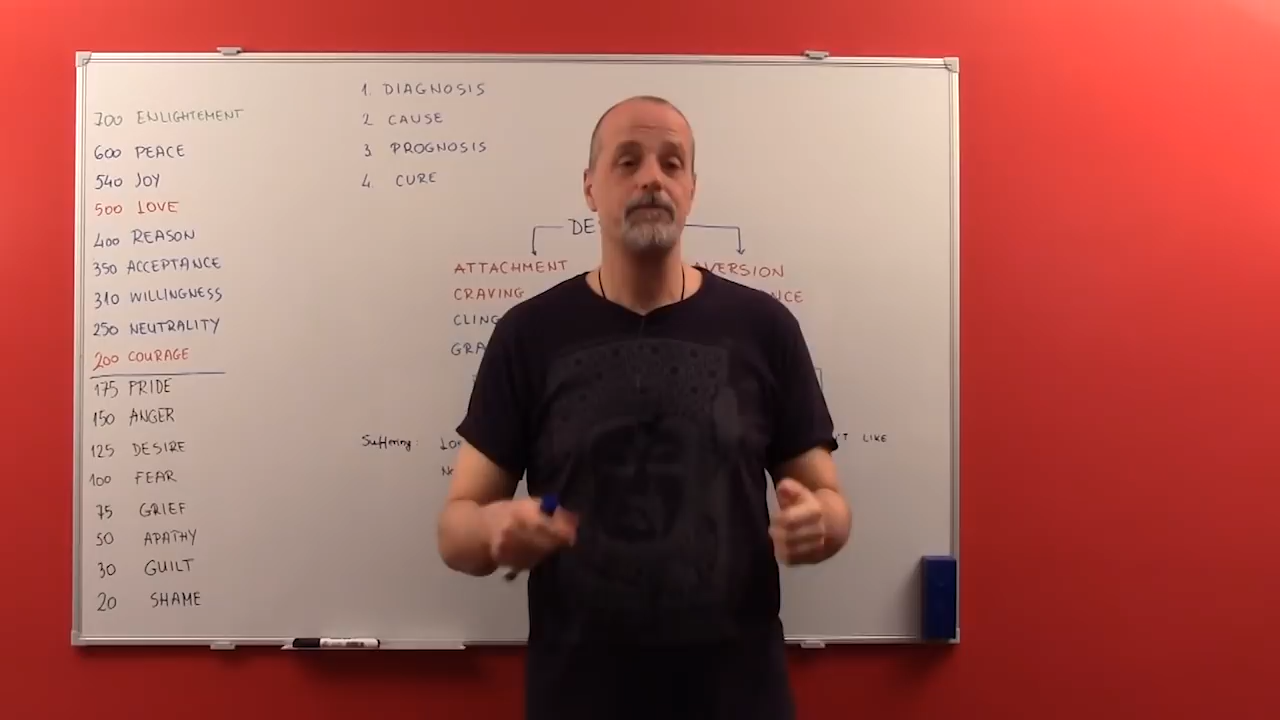 700 ENLIGHTEMENT
600 PEACE
540 JOY
500 LOVE
400 REASON
350 ACCEPTANCE
310 WILLINGNESS
250 NEUTRALITY
200 COURAGE
175 PRIDE
150 ANGER
125 DESIRE
100 FEAR
75 GRIEF
50 APATHY
30 GUILT
20 SHAME
1. DIAGNOSIS
2 CAUSE
3 PROGNOSIS
4. CURE
ATTACHMENT
CRAVING
Suffering:
LIKE